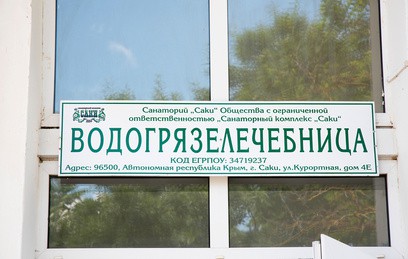 САКИ
Санаторий „Саки" Общества с ограниченной
ответственностью „Санаторный комплекс „Саки"
ВОДОГРЯЗЕЛЕЧЕБНИЦА
КОД ЕГРПОУ: 34719237
Адрес: 96500, Автономная республика Крым, г. Саки, ул.Курортная, дом 4Е